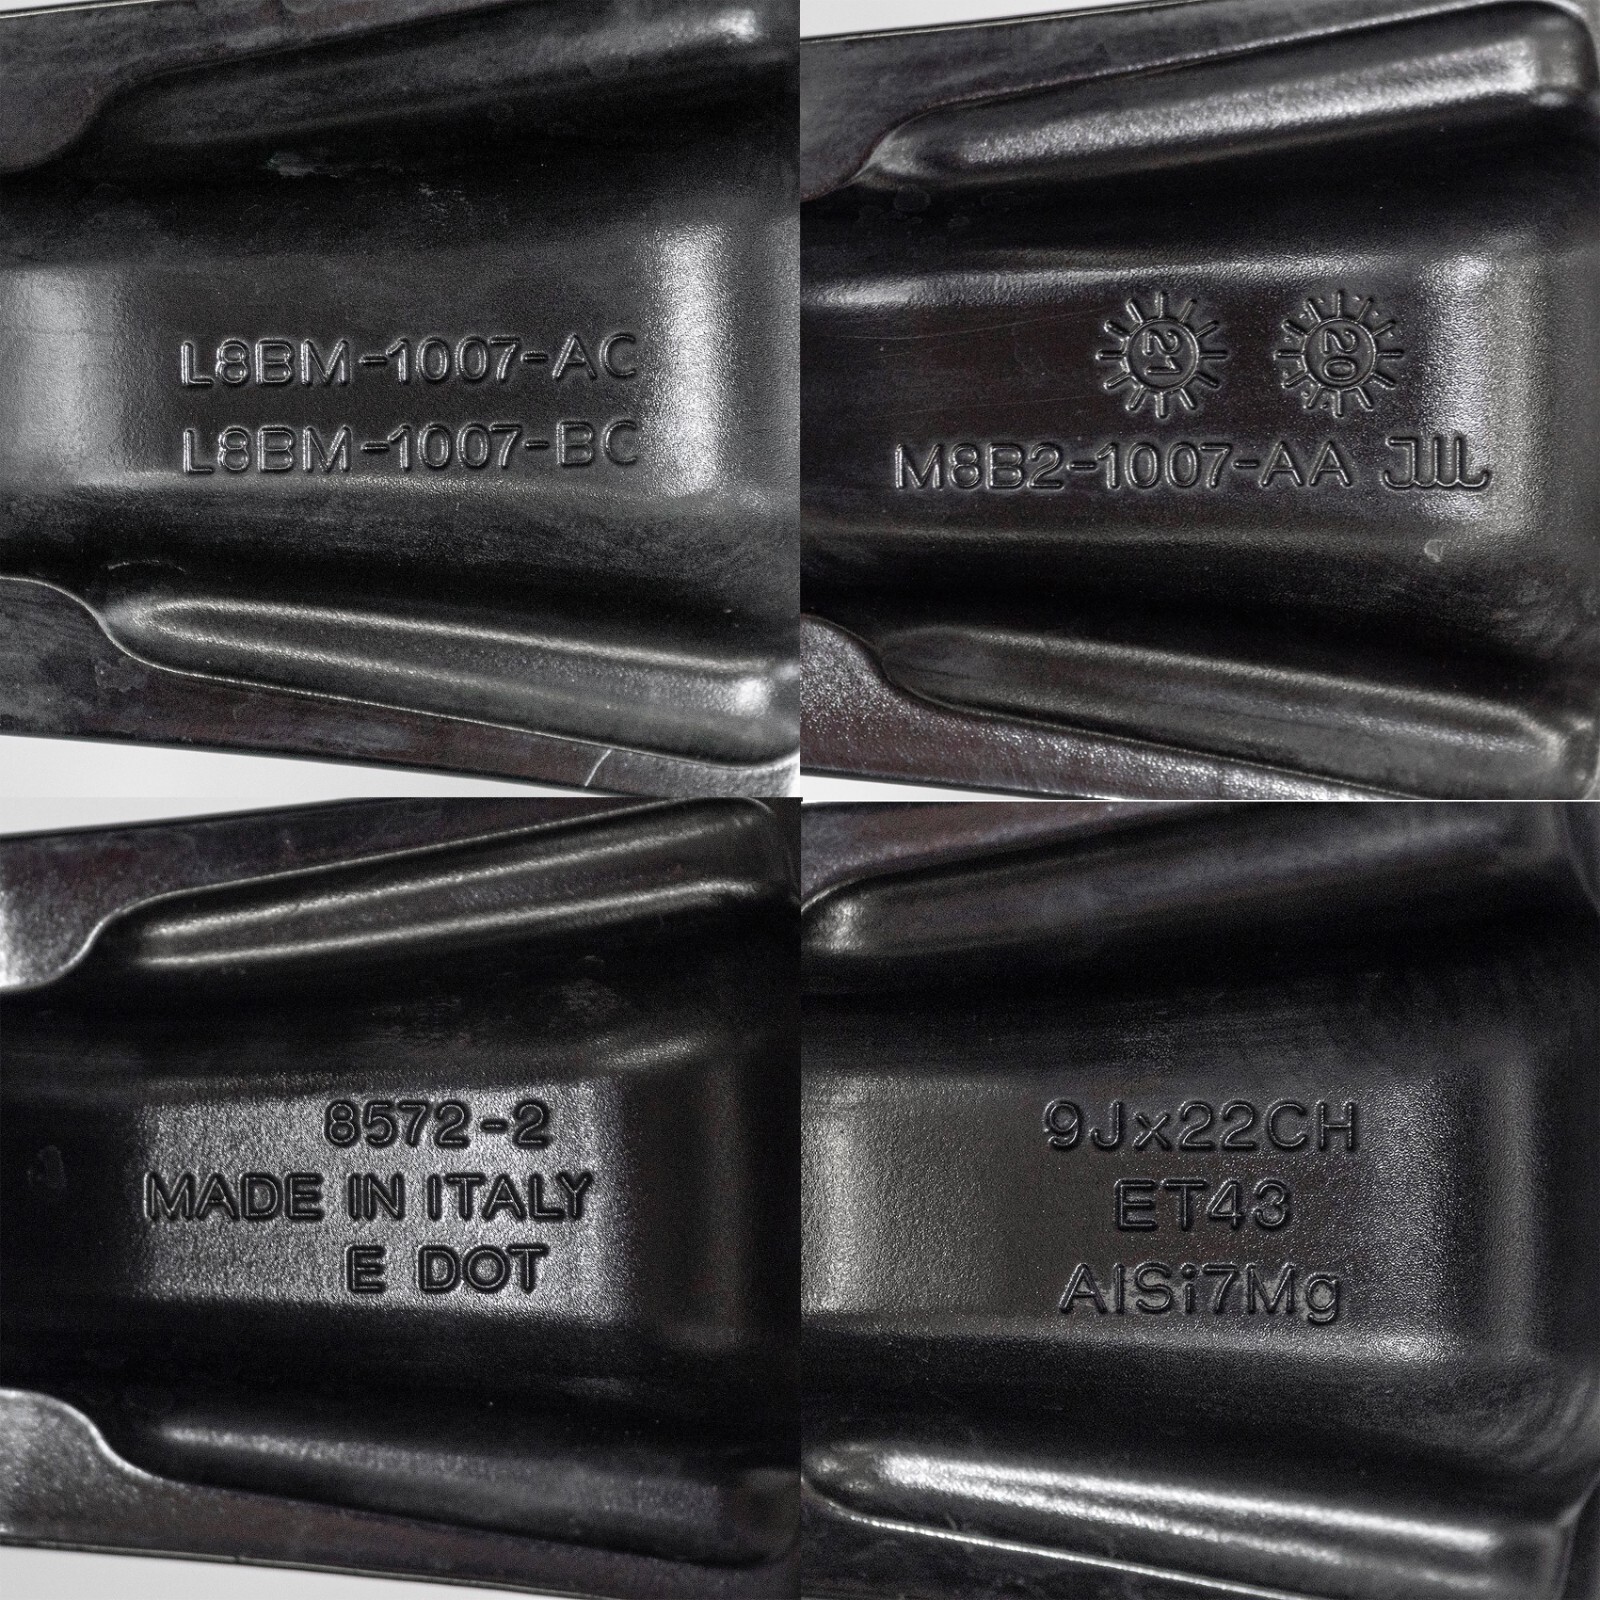 L8BM-1007-AC
L8BM-1007-BC
21 20
M8B2-1007-AA JWL
8572-2
MADE IN ITALY
E DOT
9Jx22CH
ET43
AlSi7Mg